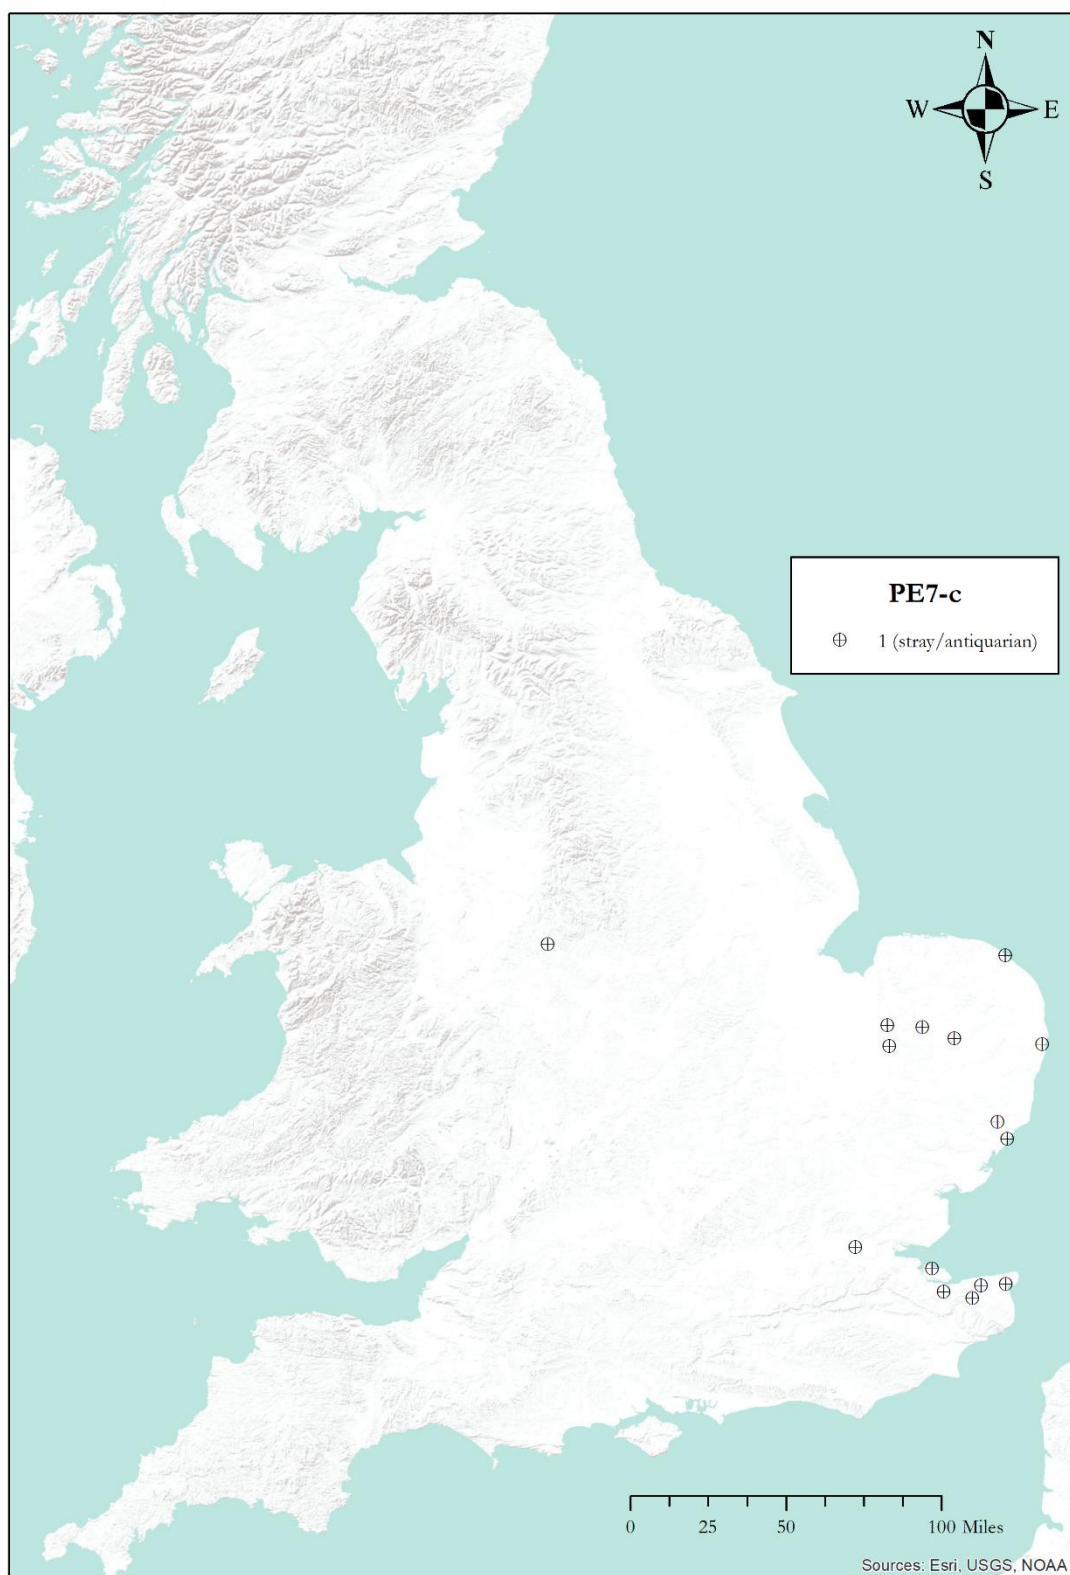 N
W E
S
PE7-c
1 (stray/antiquarian)
0 25 50 100 Miles
Sources: Esri, USGS, NOAA